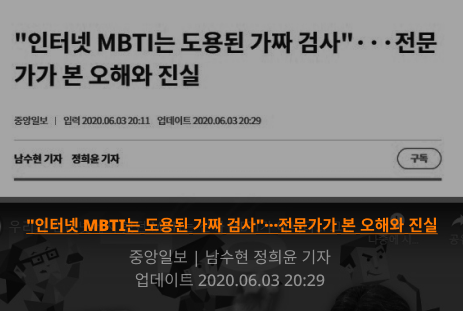 "인터넷 MBTI는 도용된 가짜 검사"···전문
가가 본 오해와 진실
중앙일보 | 입력 2020.06.03 20:11 업데이트 2020.06.03 20:29
남수현 기자 정희윤 기자
구독
"인터넷 MBTI는 도용된 가짜 검사"···전문가가 본 오해와 진실
중앙일보 | 남수현 정희윤 기자
업데이트 2020.06.03 20:29